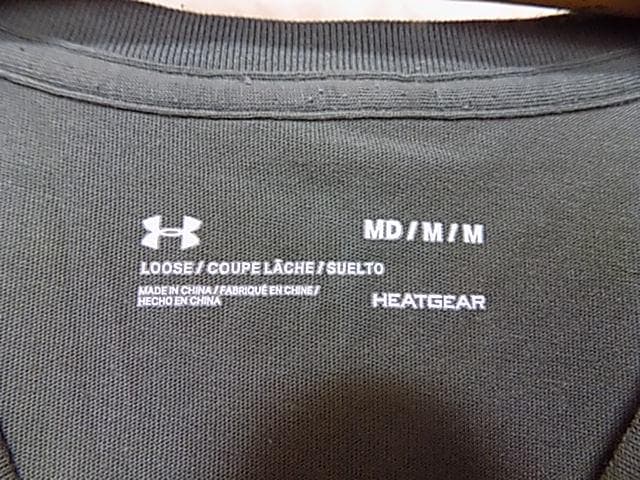 MD/M/M
LOOSE/COUPE LÂCHE/SUELTO
MADE IN CHINA/FABRIQUÉ EN CHINE/
HECHO EN CHINA
HEATGEAR